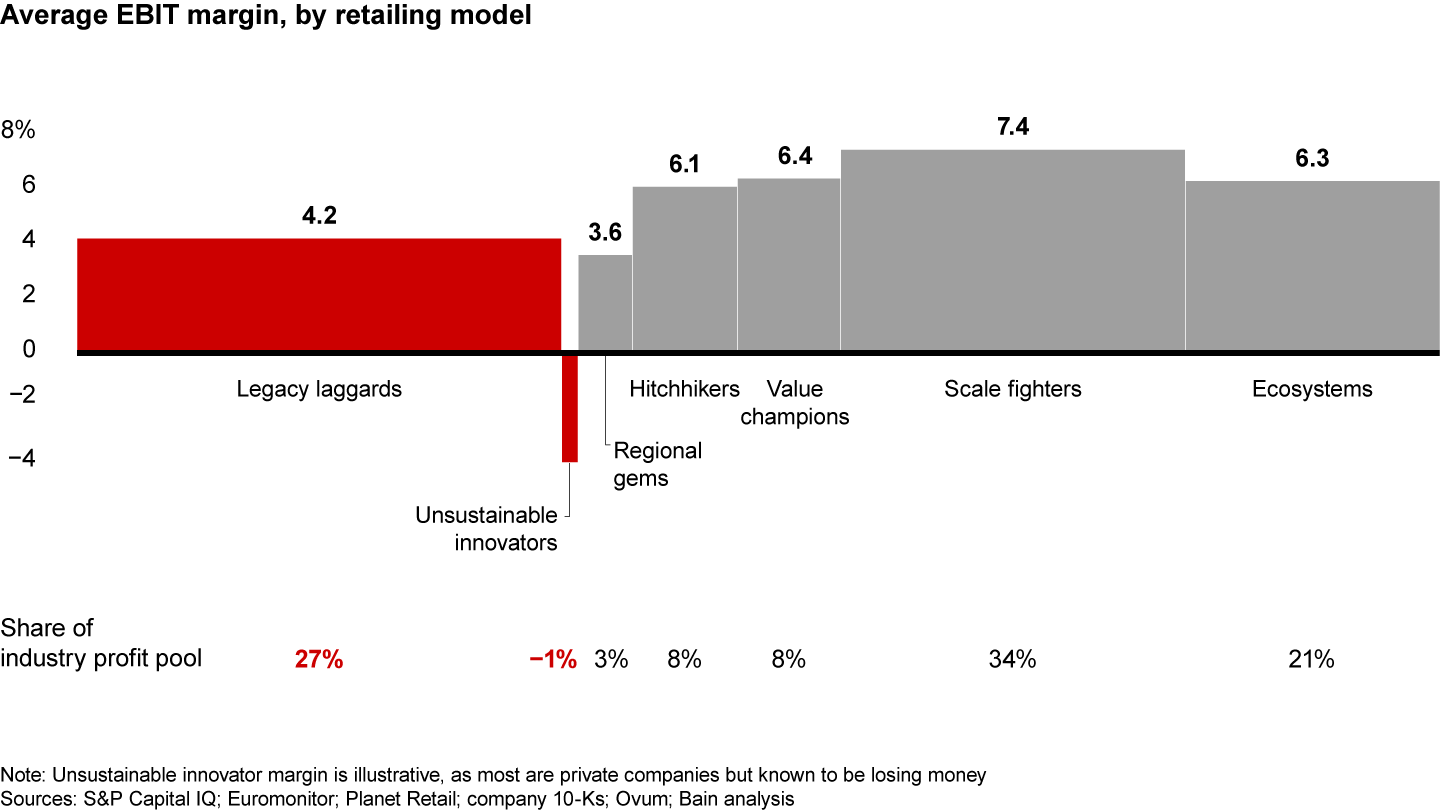 Average EBIT margin, by retailing model
8%
6
4
2
0
−2
−4
4.2
3.6
6.1
6.4
7.4
6.3
Legacy laggards
Unsustainable
innovators
Regional
gems
Hitchhikers
Value
champions
Scale fighters
Ecosystems
Share of
industry profit pool
27%
−1%
3%
8%
8%
34%
21%
Note: Unsustainable innovator margin is illustrative, as most are private companies but known to be losing money
Sources: S&P Capital IQ; Euromonitor; Planet Retail; company 10-Ks; Ovum; Bain analysis